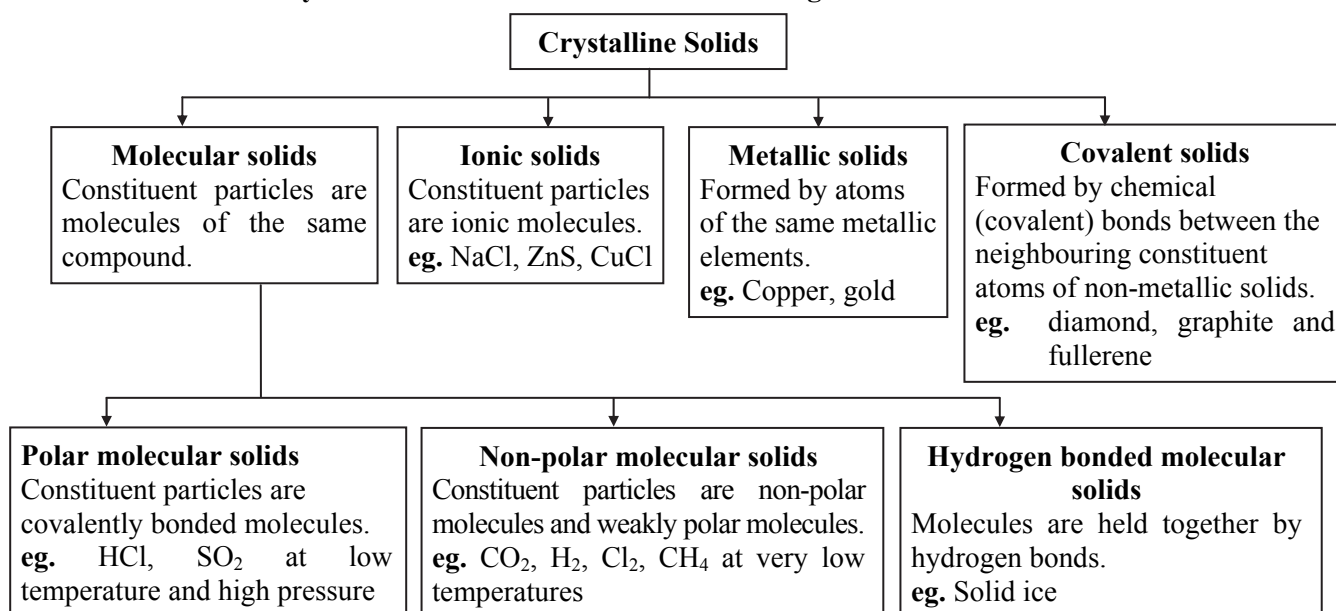 Crystalline Solids
Molecular solids
Constituent particles are
molecules of the same
compound.
Ionic solids
Constituent particles
are ionic molecules.
eg. NaCl, ZnS, CuCl
Metallic solids
Formed by atoms
of the same metallic
elements.
eg. Copper, gold
Covalent solids
Formed by chemical
(covalent) bonds between the
neighbouring constituent
atoms of non-metallic solids.
eg. diamond, graphite and
fullerene
Polar molecular solids
Constituent particles are
covalently bonded molecules.
eg. HCl, SO₂ at low
temperature and high pressure
Non-polar molecular solids
Constituent particles are non-polar
molecules and weakly polar molecules.
eg. CO₂, H₂, Cl₂, CH₄ at very low
temperatures
Hydrogen bonded molecular
solids
Molecules are held together by
hydrogen bonds.
eg. Solid ice